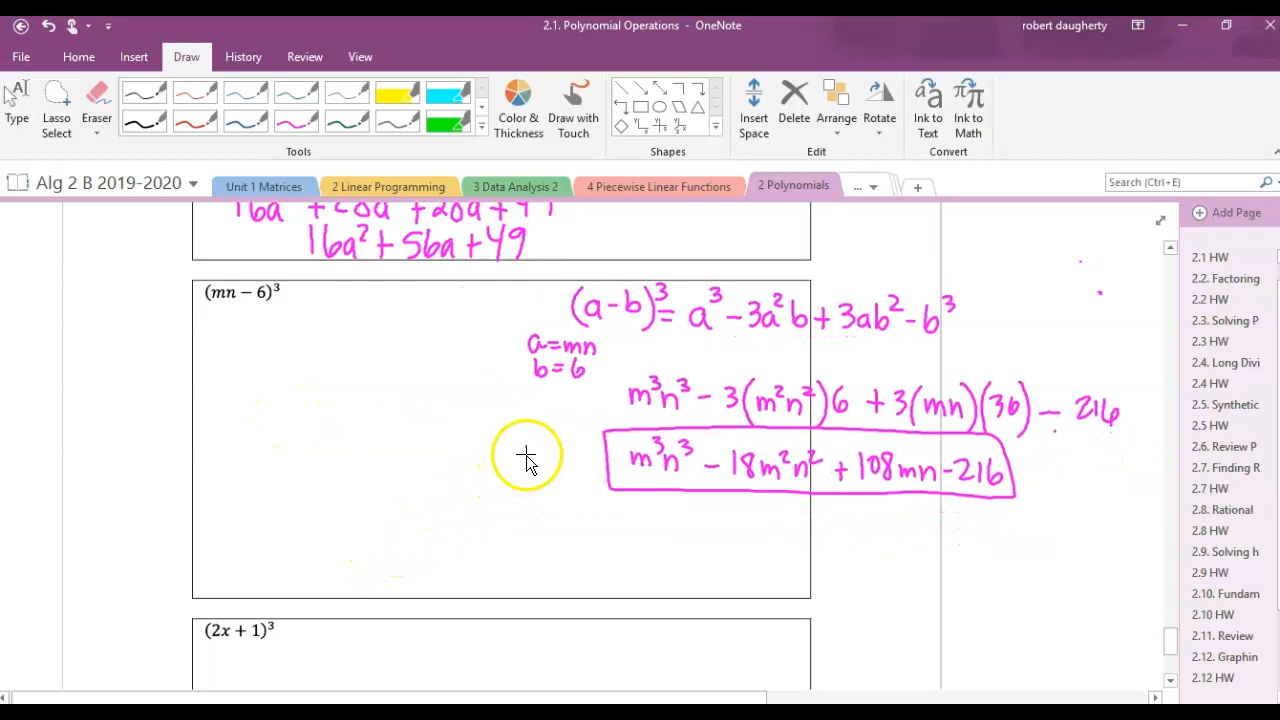 2.1. Polynomial Operations - OneNote
robert daugherty
File Home Insert Draw History Review View
Type
Lasso Select
Eraser
Color & Thickness
Draw with Touch
Insert Space
Delete
Arrange
Rotate
Ink to Text
Ink to Math
Tools
Shapes
Edit
Convert
Alg 2 B 2019-2020
Unit 1 Matrices
2 Linear Programming
3 Data Analysis 2
4 Piecewise Linear Functions
2 Polynomials
...
Search (Ctrl+E)
Add Page
2.1 HW
2.2. Factoring
2.2 HW
2.3. Solving P
2.3 HW
2.4. Long Divi
2.4 HW
2.5. Synthetic
2.5 HW
2.6. Review P
2.7. Finding R
2.7 HW
2.8. Rational
2.8 HW
2.9. Solving h
2.9 HW
2.10. Fundam
2.10 HW
2.11. Review
2.12. Graphin
2.12 HW
16a² + 56a + 49
(mn − 6)³
(a - b)³ = a³ - 3a²b + 3ab² - b³
a = mn
b = 6
m³n³ - 3(m²n²)6 + 3(mn)(36) - 216
m³n³ - 18m²n² + 108mn - 216
(2x + 1)³